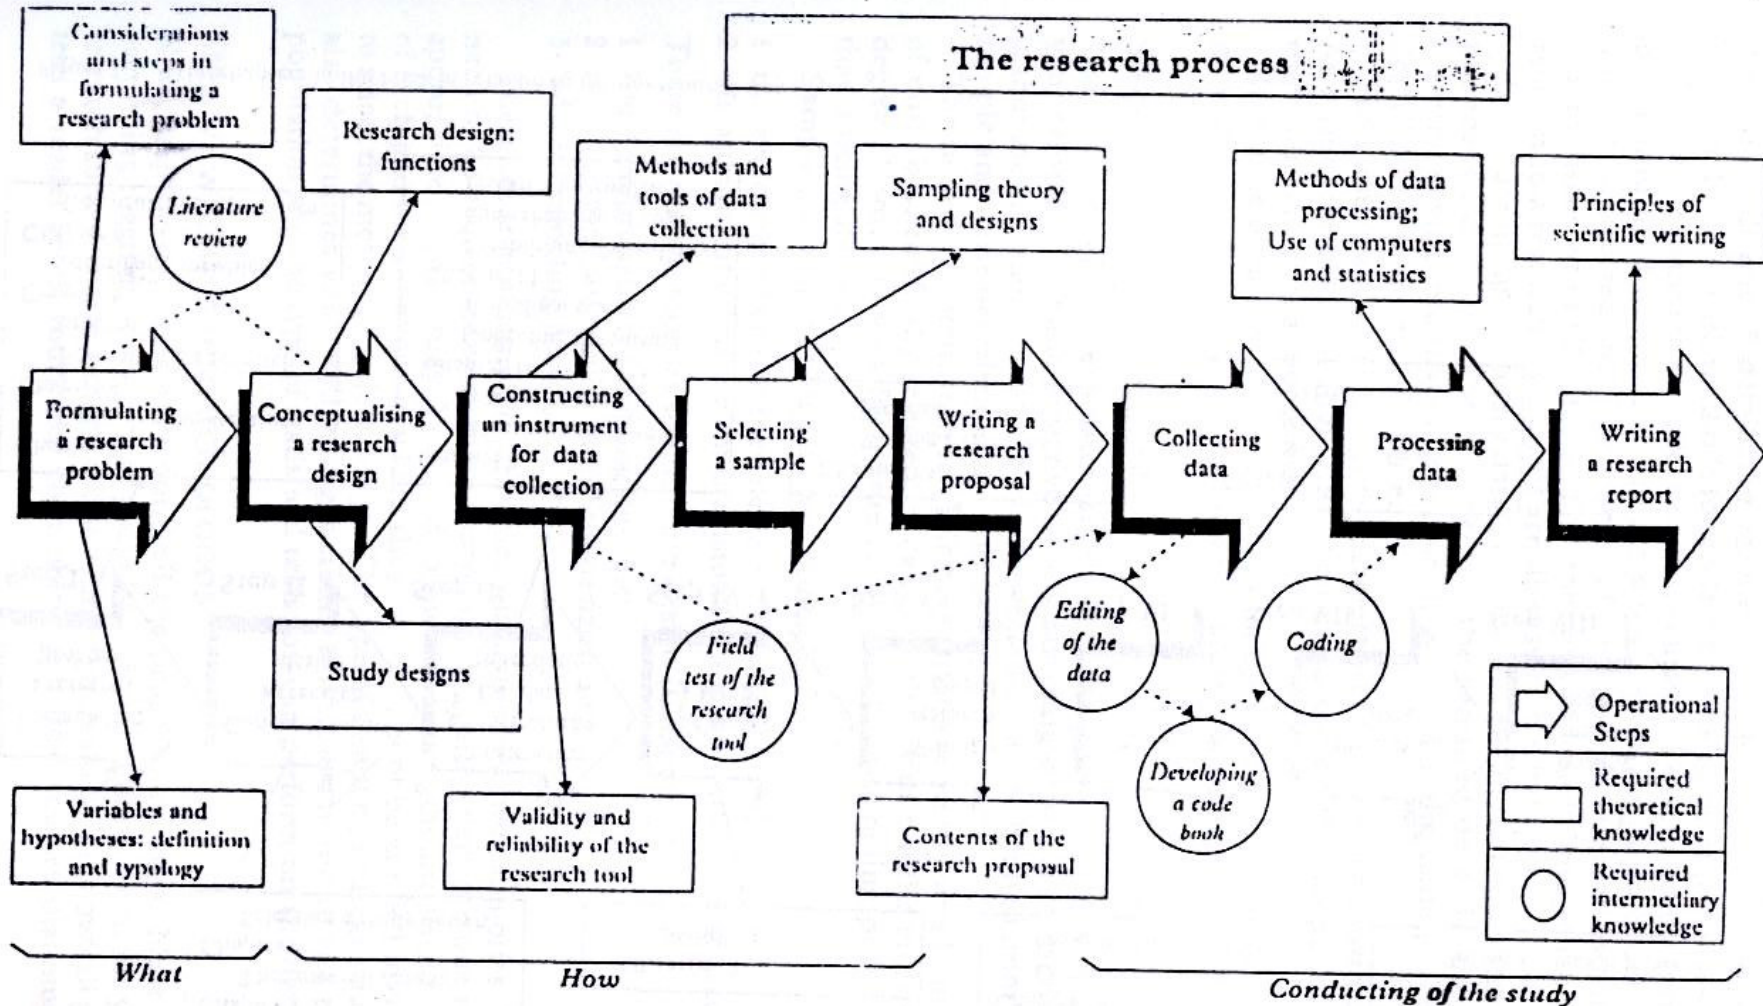 The research process
Considerations
and steps in
formulating a
research problem
Literature
review
Research design:
functions
Methods and
tools of data
collection
Sampling theory
and designs
Methods of data
processing;
Use of computers
and statistics
Principles of
scientific writing
Formulating
a research
problem
Conceptualising
a research
design
Constructing
an instrument
for data
collection
Selecting
a sample
Writing a
research
proposal
Collecting
data
Processing
data
Writing
a research
report
Study designs
Field
test of the
research
tool
Editing
of the
data
Coding
Developing
a code
book
Variables and
hypotheses: definition
and typology
Validity and
reliability of the
research tool
Contents of the
research proposal
Operational
Steps
Required
theoretical
knowledge
Required
intermediary
knowledge
What
How
Conducting of the study